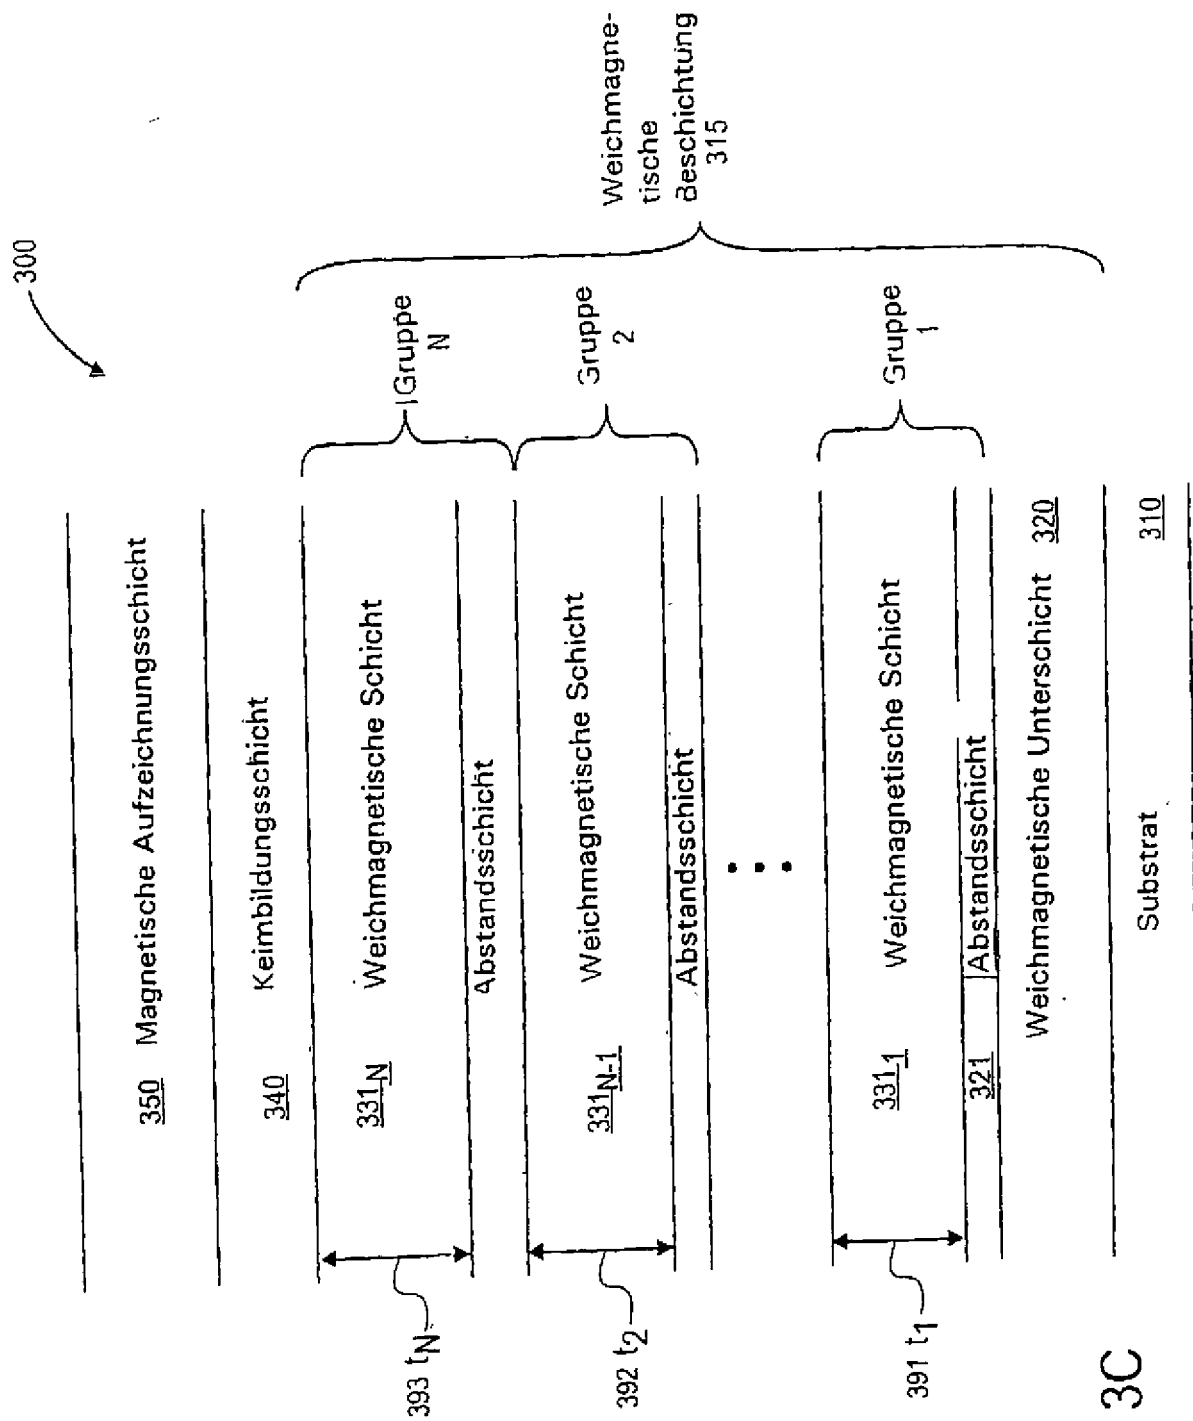 300
350 Magnetische Aufzeichnungsschicht
340 Keimbildungsschicht
393 tN
331N Weichmagnetische Schicht
Gruppe
N
Abstandsschicht
392 t2
331N-1 Weichmagnetische Schicht
Gruppe
2
Abstandsschicht
Weichmagne-
tische
Beschichtung
315
391 t1
3311 Weichmagnetische Schicht
Gruppe
1
321 Abstandsschicht
Weichmagnetische Unterschicht 320
Substrat 310
3C